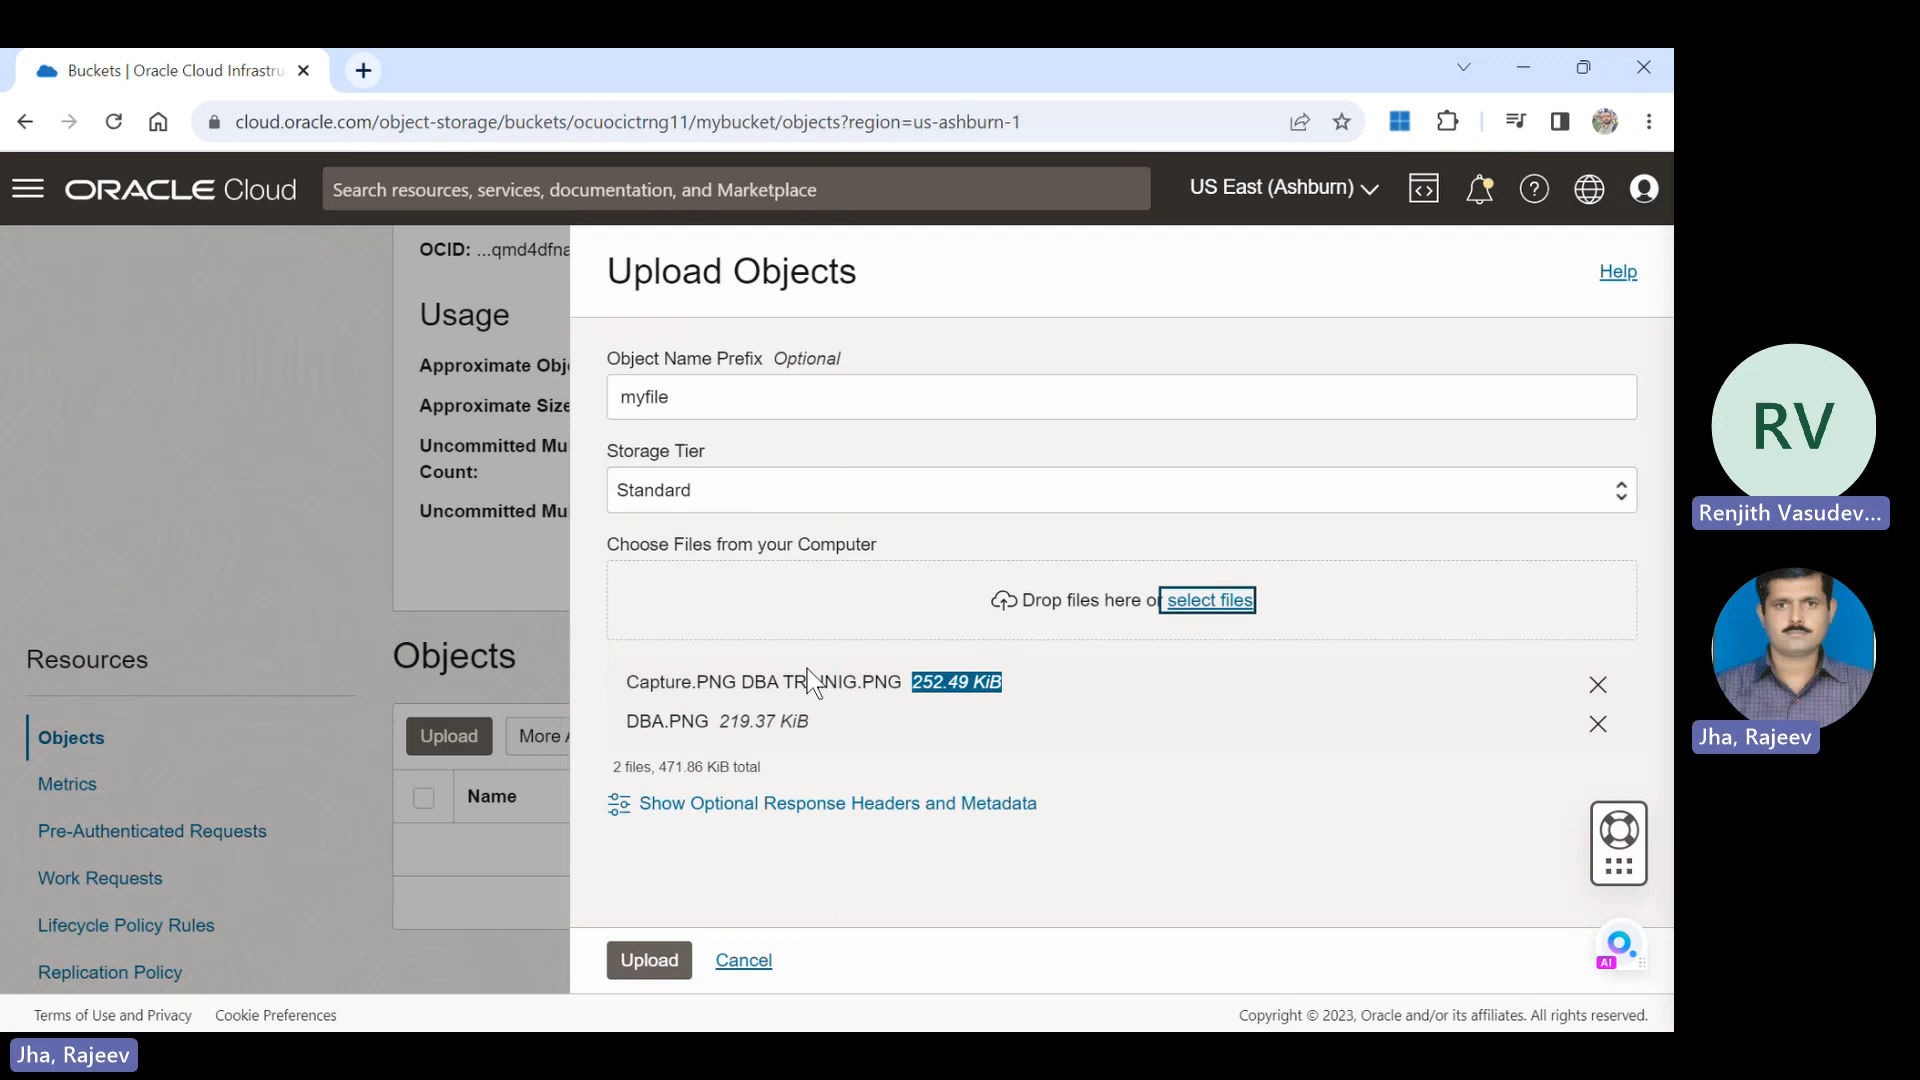 Buckets | Oracle Cloud Infrastru
cloud.oracle.com/object-storage/buckets/ocuocictrng11/mybucket/objects?region=us-ashburn-1
ORACLE Cloud
Search resources, services, documentation, and Marketplace
US East (Ashburn)
OCID: ...qmd4dfna
Usage
Approximate Obj
Approximate Size
Uncommitted Mu
Count:
Uncommitted Mu
Resources
Objects
Metrics
Pre-Authenticated Requests
Work Requests
Lifecycle Policy Rules
Replication Policy
Objects
Upload
More A
Name
Upload Objects
Help
Object Name Prefix Optional
myfile
Storage Tier
Standard
Choose Files from your Computer
Drop files here or select files
Capture.PNG DBA TR NIG.PNG 252.49 KiB
DBA.PNG 219.37 KiB
2 files, 471.86 KiB total
Show Optional Response Headers and Metadata
AI
Upload
Cancel
Terms of Use and Privacy
Cookie Preferences
Copyright © 2023, Oracle and/or its affiliates. All rights reserved.
RV
Renjith Vasudev...
Jha, Rajeev
Jha, Rajeev